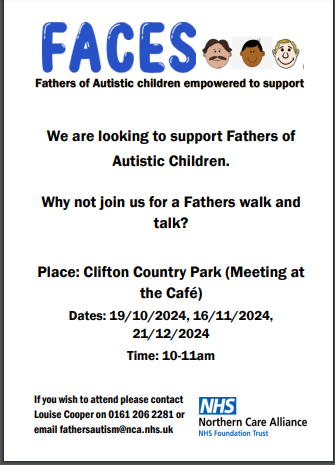 FACES
Fathers of Autistic children empowered to support
We are looking to support Fathers of
Autistic Children.
Why not join us for a Fathers walk and
talk?
Place: Clifton Country Park (Meeting at
the Café)
Dates: 19/10/2024, 16/11/2024,
21/12/2024
Time: 10-11am
If you wish to attend please contact
Louise Cooper on 0161 206 2281 or
email fathersautism@nca.nhs.uk
NHS
Northern Care Alliance
NHS Foundation Trust